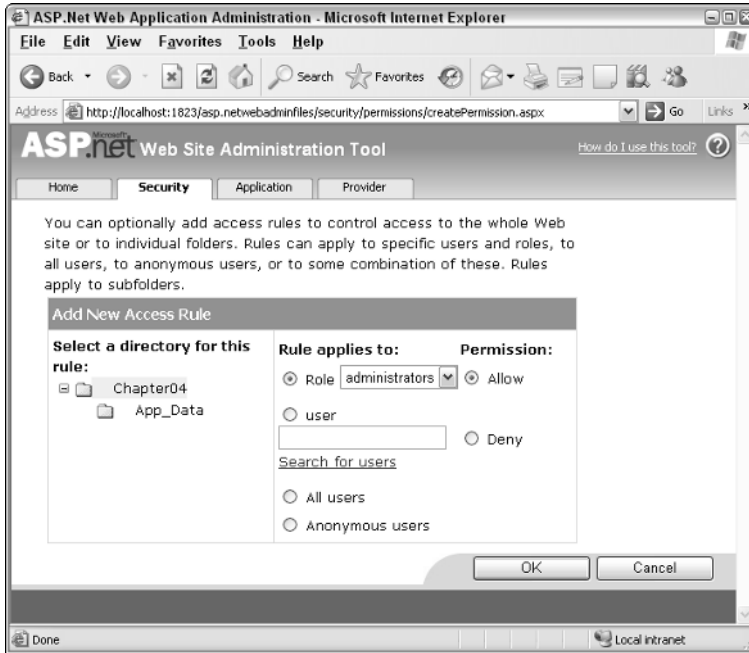 ASP.Net Web Application Administration - Microsoft Internet Explorer
File Edit View Favorites Tools Help
Back Search Favorites
Address http://localhost:1823/asp.netwebadminfiles/security/permissions/createPermission.aspx Go Links »
Microsoft
ASP.net Web Site Administration Tool How do I use this tool? ?
Home Security Application Provider
You can optionally add access rules to control access to the whole Web
site or to individual folders. Rules can apply to specific users and roles, to
all users, to anonymous users, or to some combination of these. Rules
apply to subfolders.
Add New Access Rule
Select a directory for this
rule:
Chapter04
App_Data
Rule applies to: Permission:
Role administrators Allow
user
Deny
Search for users
All users
Anonymous users
OK Cancel
Done Local intranet